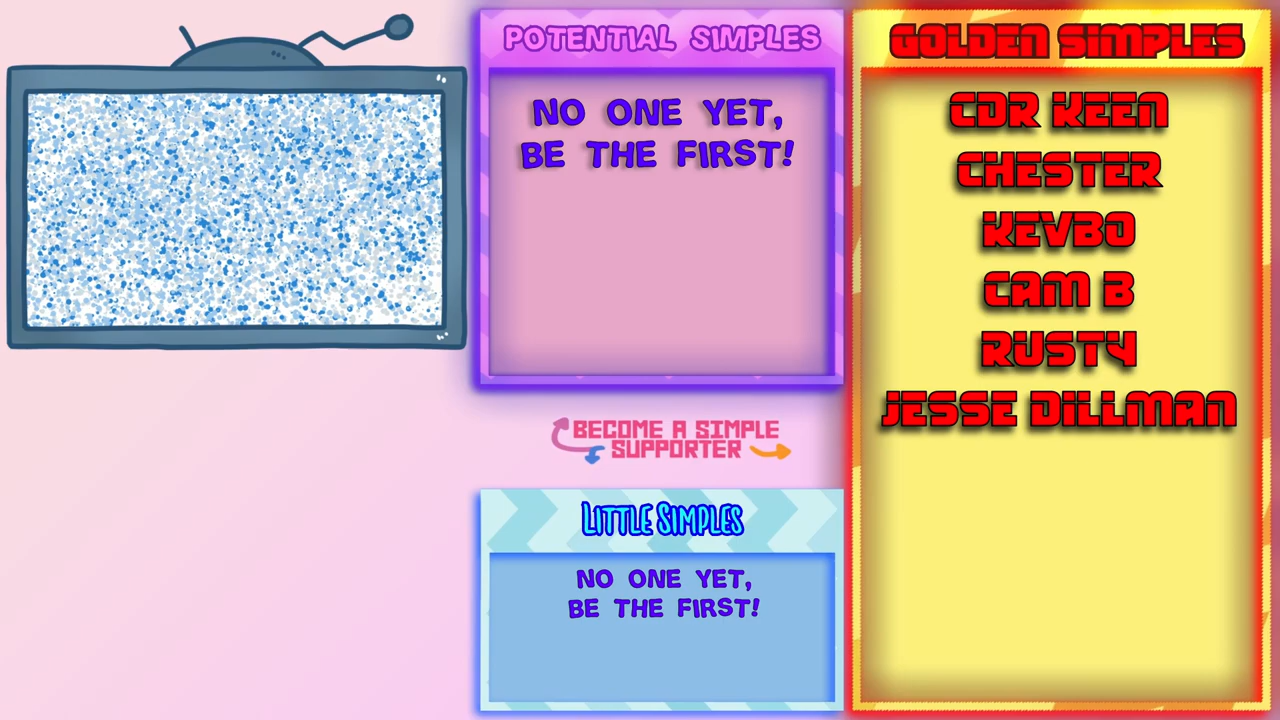 POTENTIAL SIMPLES
NO ONE YET,
BE THE FIRST!
BECOME A SIMPLE
SUPPORTER
LITTLE SIMPLES
NO ONE YET,
BE THE FIRST!
GOLDEN SIMPLES
CDR KEEN
CHESTER
KEVBO
CAM B
RUSTY
JESSE DILLMAN